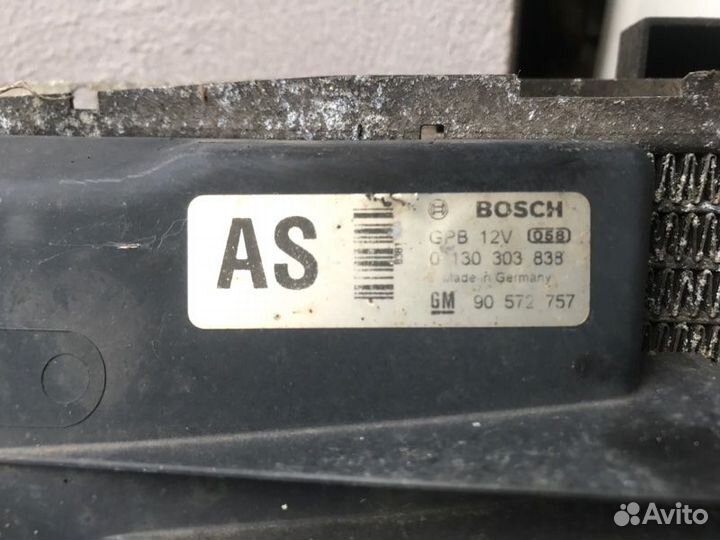 AS
BOSCH
GPB 12V 058
0 130 303 838
Made in Germany
GM 90 572 757
Avito